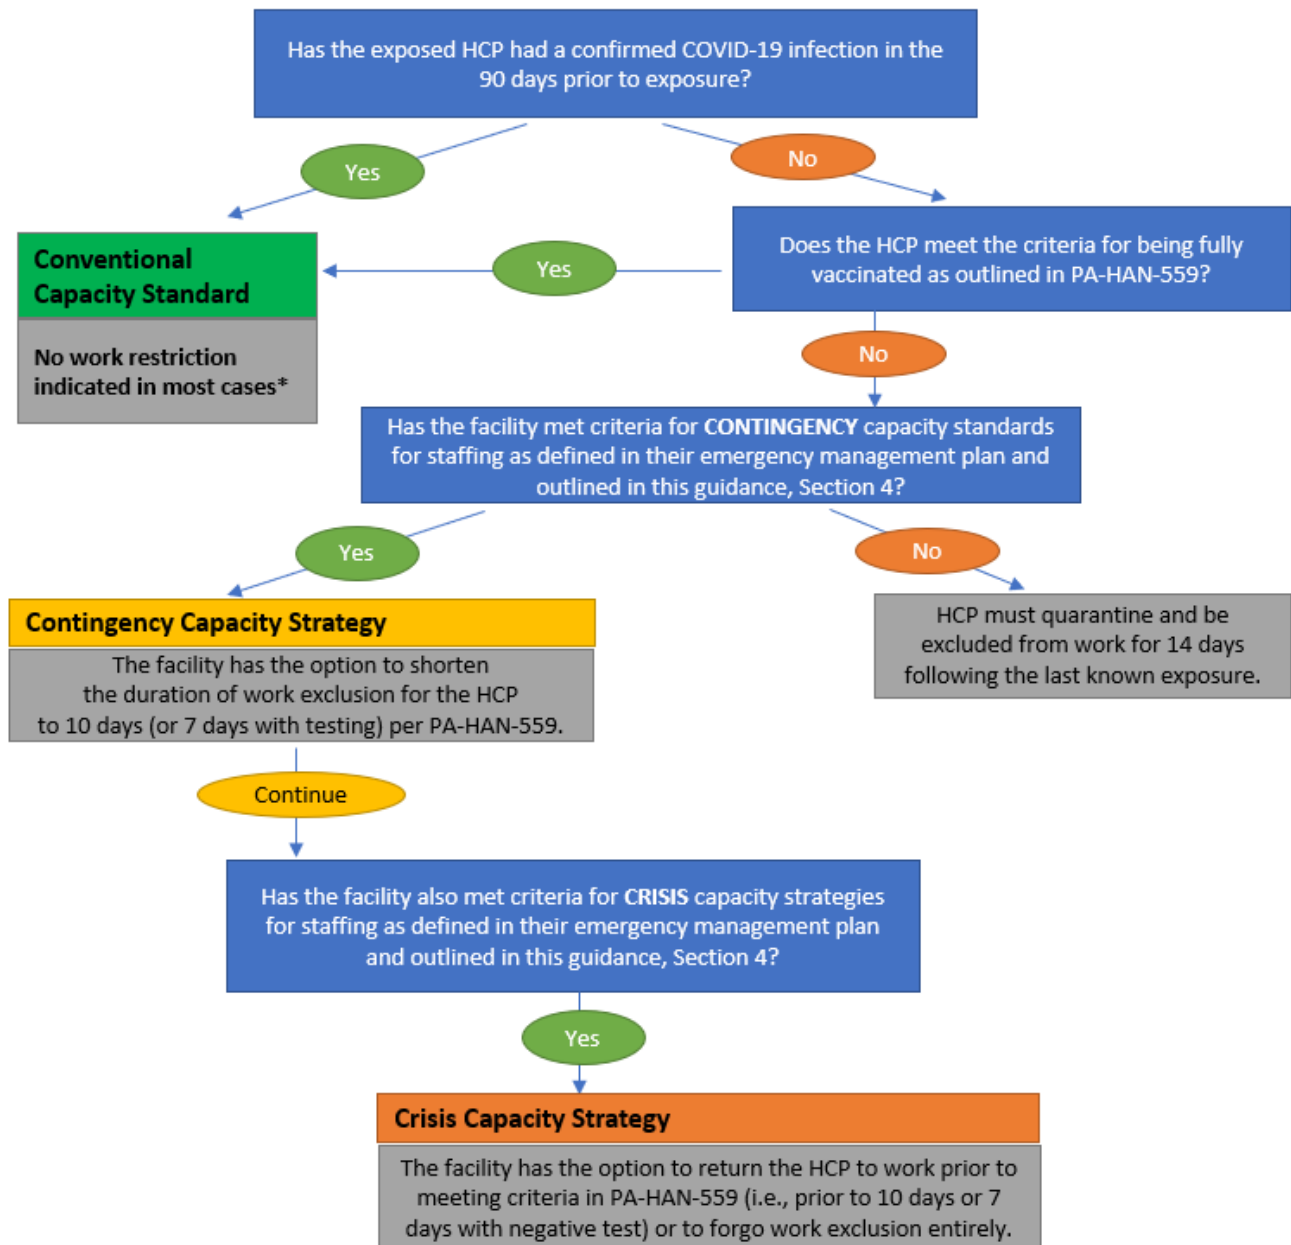 Has the exposed HCP had a confirmed COVID-19 infection in the
90 days prior to exposure?
Yes
No
Conventional
Capacity Standard
No work restriction
indicated in most cases*
Yes
Does the HCP meet the criteria for being fully
vaccinated as outlined in PA-HAN-559?
No
Has the facility met criteria for CONTINGENCY capacity standards
for staffing as defined in their emergency management plan and
outlined in this guidance, Section 4?
Yes
No
Contingency Capacity Strategy
The facility has the option to shorten
the duration of work exclusion for the HCP
to 10 days (or 7 days with testing) per PA-HAN-559.
HCP must quarantine and be
excluded from work for 14 days
following the last known exposure.
Continue
Has the facility also met criteria for CRISIS capacity strategies
for staffing as defined in their emergency management plan
and outlined in this guidance, Section 4?
Yes
Crisis Capacity Strategy
The facility has the option to return the HCP to work prior to
meeting criteria in PA-HAN-559 (i.e., prior to 10 days or 7
days with negative test) or to forgo work exclusion entirely.